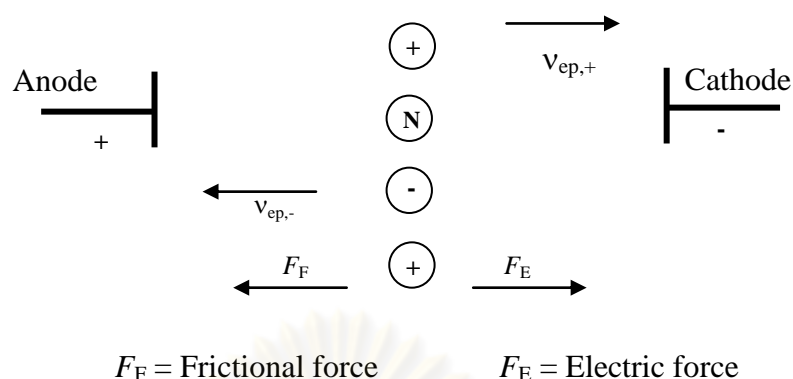 +
ν_ep,+
Anode
Cathode
+
N
-
-
ν_ep,-
F_F
+
F_E
F_F = Frictional force
F_E = Electric force